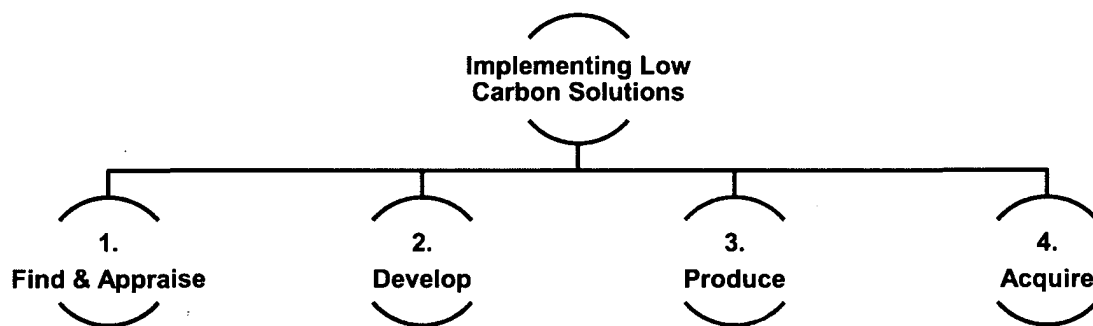 Implementing Low
Carbon Solutions
1.
Find & Appraise
2.
Develop
3.
Produce
4.
Acquire